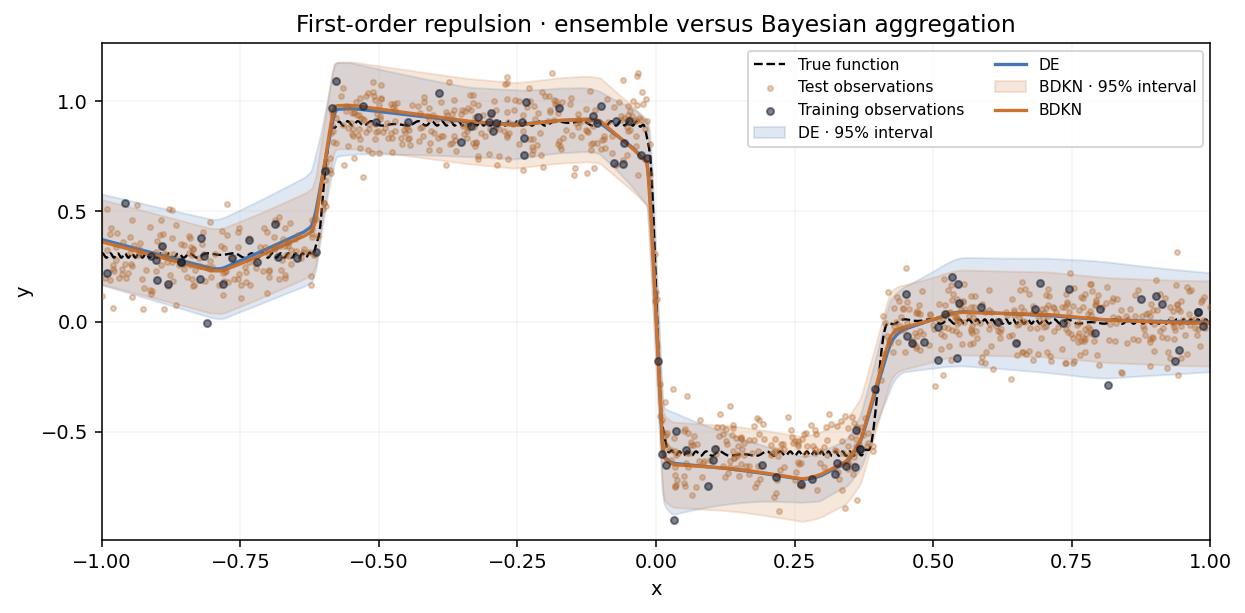 First-order repulsion · ensemble versus Bayesian aggregation
True function
Test observations
Training observations
DE · 95% interval
DE
BDKN · 95% interval
BDKN
y
1.0
0.5
0.0
−0.5
−1.00 −0.75 −0.50 −0.25 0.00 0.25 0.50 0.75 1.00
x